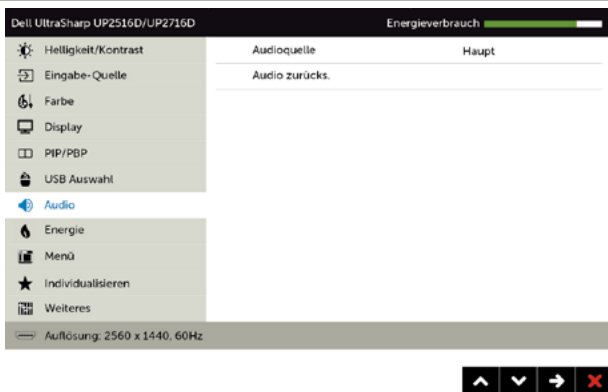 Dell UltraSharp UP2516D/UP2716D
Energieverbrauch
Helligkeit/Kontrast
Audioquelle
Haupt
Eingabe-Quelle
Audio zurücks.
Farbe
Display
PIP/PBP
USB Auswahl
Audio
Energie
Menü
Individualisieren
Weiteres
Auflösung: 2560 x 1440, 60Hz